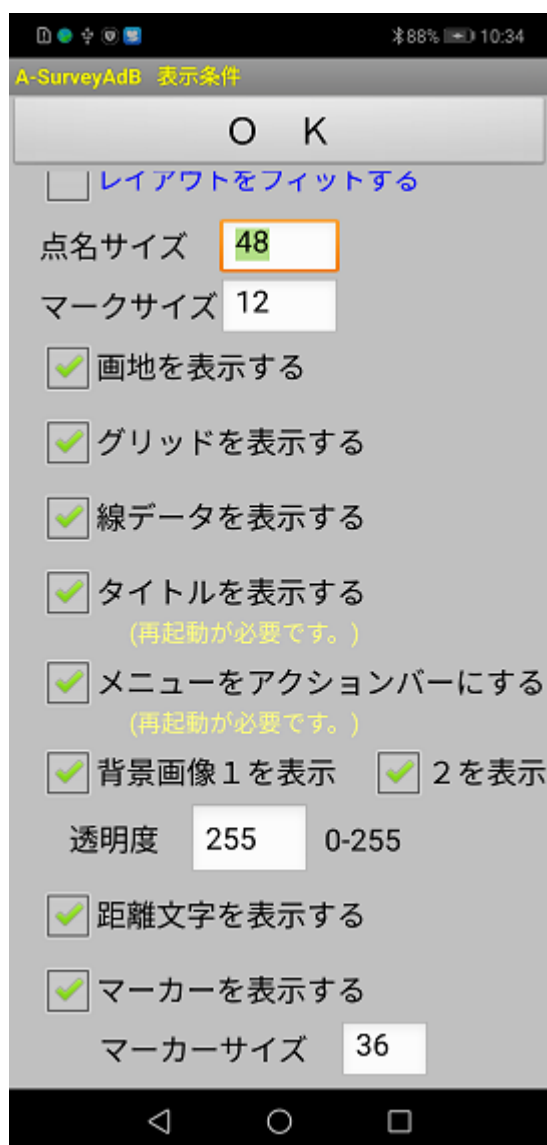 88% 10:34
A-SurveyAdB 表示条件
O K
レイアウトをフィットする
点名サイズ 48
マークサイズ 12
画地を表示する
グリッドを表示する
線データを表示する
タイトルを表示する
(再起動が必要です。)
メニューをアクションバーにする
(再起動が必要です。)
背景画像１を表示 ２を表示
透明度 255 0-255
距離文字を表示する
マーカーを表示する
マーカーサイズ 36